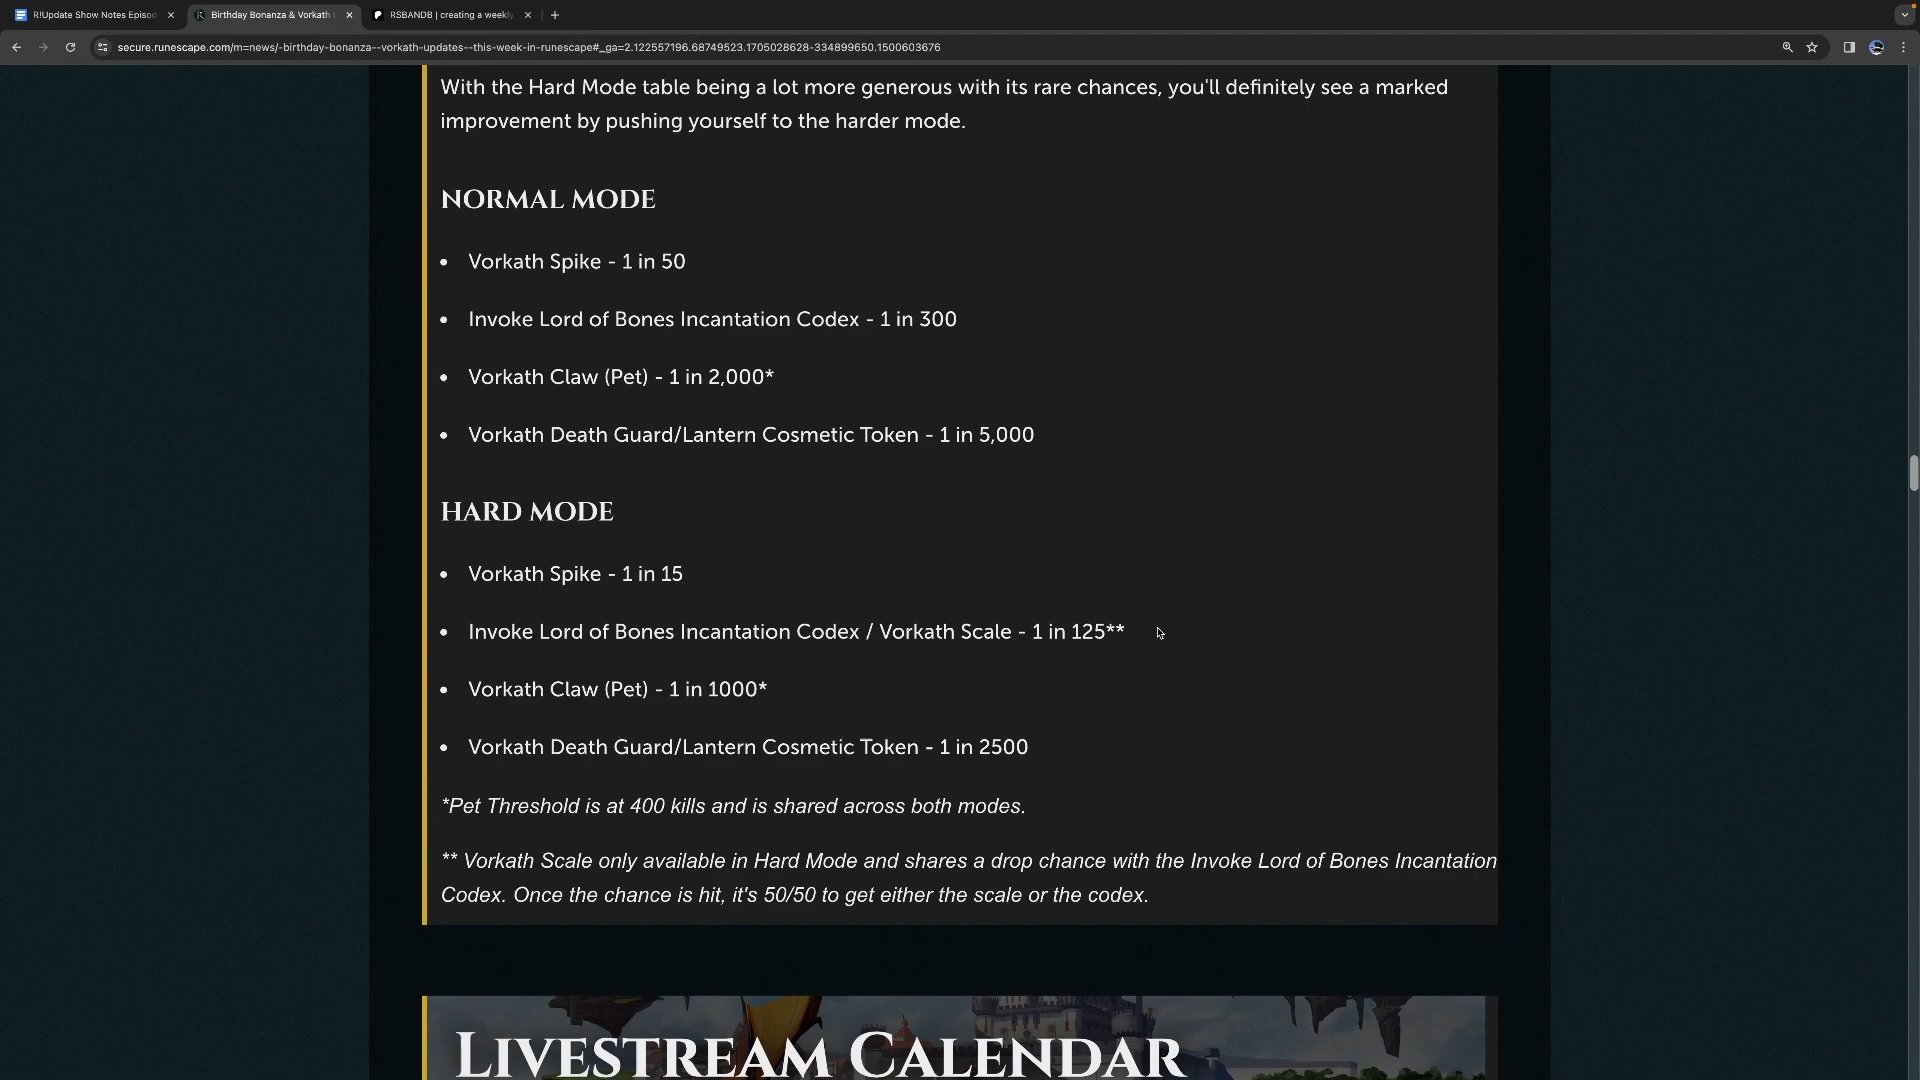 R!Update Show Notes Episod
Birthday Bonanza & Vorkath
RSBANDB | creating a weekly
secure.runescape.com/m=news/-birthday-bonanza--vorkath-updates--this-week-in-runescape#_ga=2.122557196.68749523.1705028628-334899650.1500603676
With the Hard Mode table being a lot more generous with its rare chances, you'll definitely see a marked
improvement by pushing yourself to the harder mode.
NORMAL MODE
• Vorkath Spike - 1 in 50
• Invoke Lord of Bones Incantation Codex - 1 in 300
• Vorkath Claw (Pet) - 1 in 2,000*
• Vorkath Death Guard/Lantern Cosmetic Token - 1 in 5,000
HARD MODE
• Vorkath Spike - 1 in 15
• Invoke Lord of Bones Incantation Codex / Vorkath Scale - 1 in 125**
• Vorkath Claw (Pet) - 1 in 1000*
• Vorkath Death Guard/Lantern Cosmetic Token - 1 in 2500
*Pet Threshold is at 400 kills and is shared across both modes.
** Vorkath Scale only available in Hard Mode and shares a drop chance with the Invoke Lord of Bones Incantation
Codex. Once the chance is hit, it's 50/50 to get either the scale or the codex.
LIVESTREAM CALENDAR